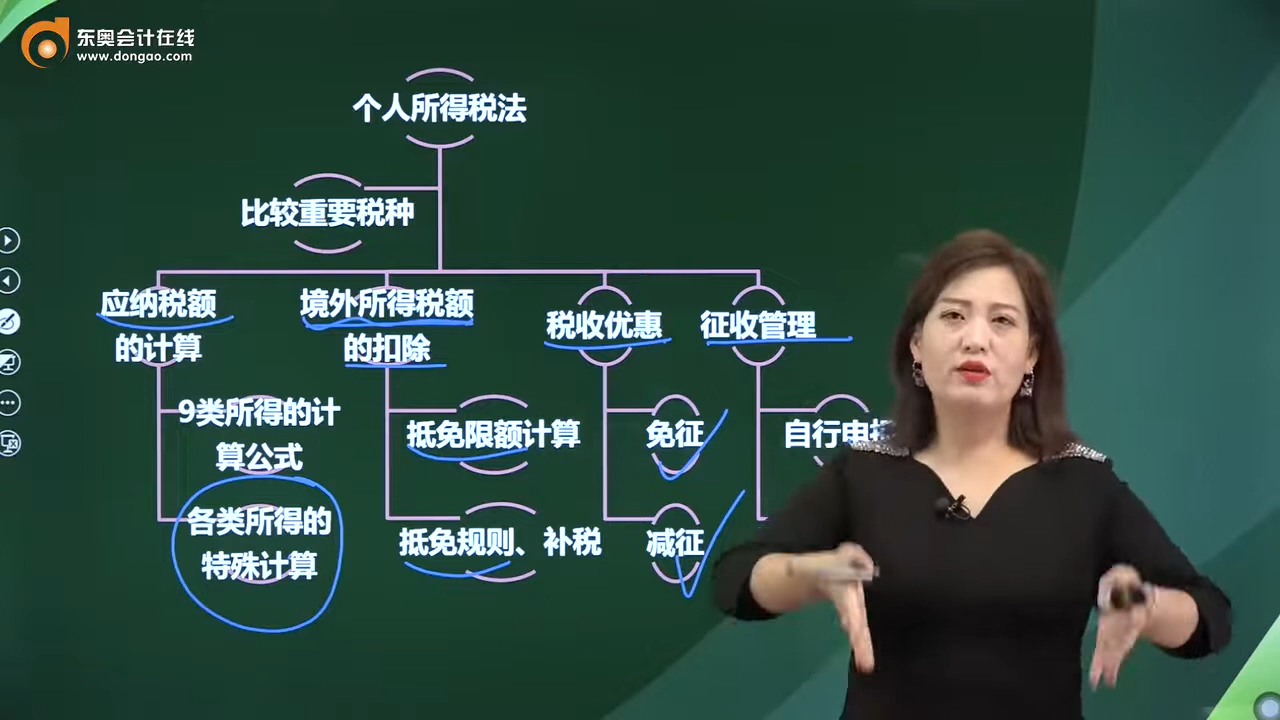 东奥会计在线
www.dongao.com
个人所得税法
比较重要税种
应纳税额
的计算
境外所得税额
的扣除
税收优惠
征收管理
9类所得的计
算公式
抵免限额计算
免征
自行申报
各类所得的
特殊计算
抵免规则、补税
减征